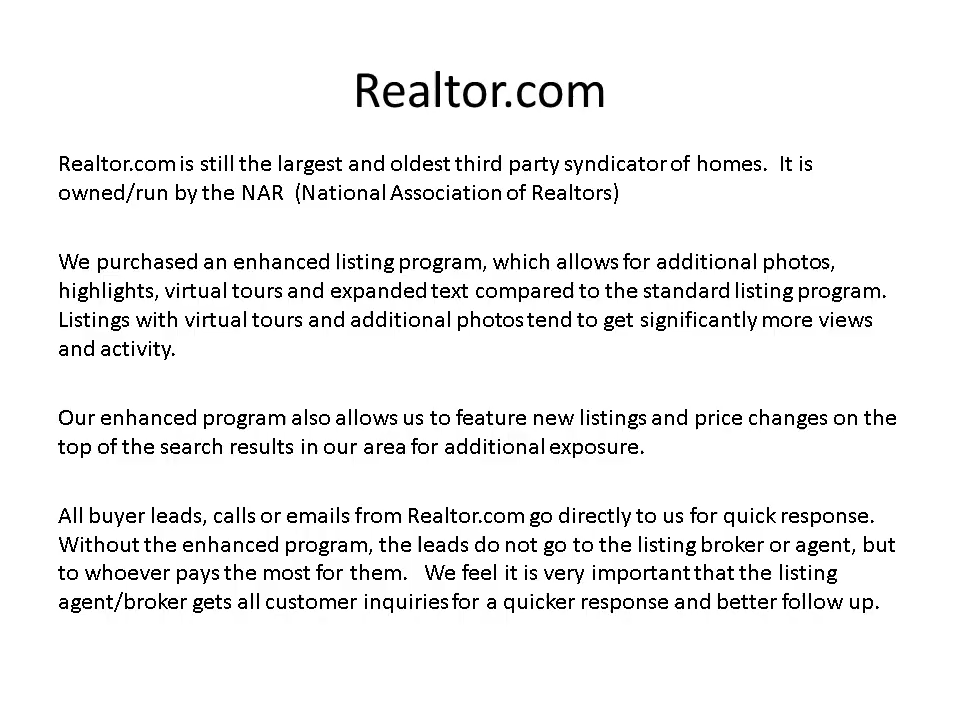 Realtor.com
Realtor.com is still the largest and oldest third party syndicator of homes.  It is
owned/run by the NAR  (National Association of Realtors)
We purchased an enhanced listing program, which allows for additional photos,
highlights, virtual tours and expanded text compared to the standard listing program.
Listings with virtual tours and additional photos tend to get significantly more views
and activity.
Our enhanced program also allows us to feature new listings and price changes on the
top of the search results in our area for additional exposure.
All buyer leads, calls or emails from Realtor.com go directly to us for quick response.
Without the enhanced program, the leads do not go to the listing broker or agent, but
to whoever pays the most for them.   We feel it is very important that the listing
agent/broker gets all customer inquiries for a quicker response and better follow up.